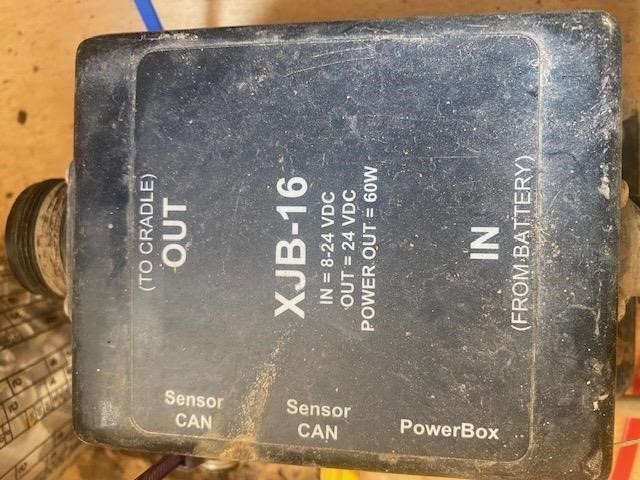 (TO CRADLE)
OUT
XJB-16
IN = 8-24 VDC
OUT = 24 VDC
POWER OUT = 60W
IN
(FROM BATTERY)
Sensor
CAN
Sensor
CAN
PowerBox